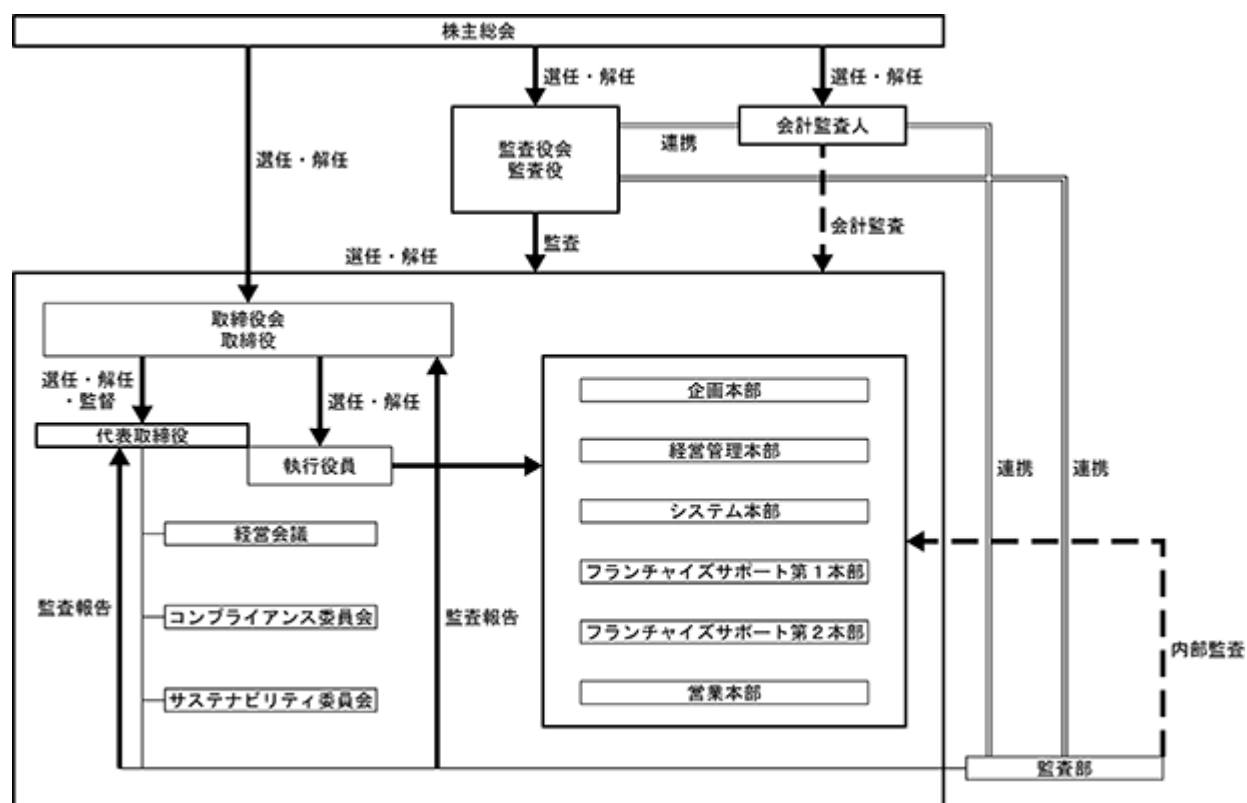 株主総会
選任・解任
選任・解任
選任・解任
監査役会
監査役
連携
会計監査人
監査
会計監査
選任・解任
取締役会
取締役
選任・解任
・監督
選任・解任
代表取締役
執行役員
経営会議
コンプライアンス委員会
サステナビリティ委員会
監査報告
監査報告
企画本部
経営管理本部
システム本部
フランチャイズサポート第1本部
フランチャイズサポート第2本部
営業本部
連携
連携
内部監査
監査部